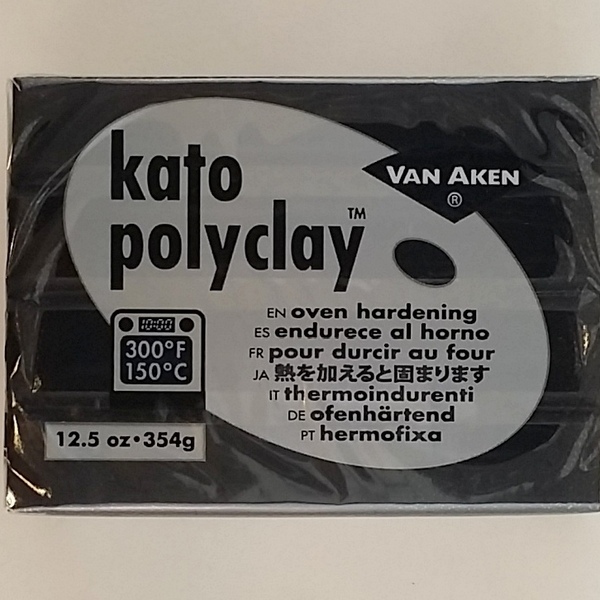 kato
polyclay™
VAN AKEN
®
10:00
300°F
150°C
EN oven hardening
ES endurece al horno
FR pour durcir au four
JA 熱を加えると固まります
IT thermoindurenti
DE ofenhärtend
PT hermofixa
12.5 oz•354g